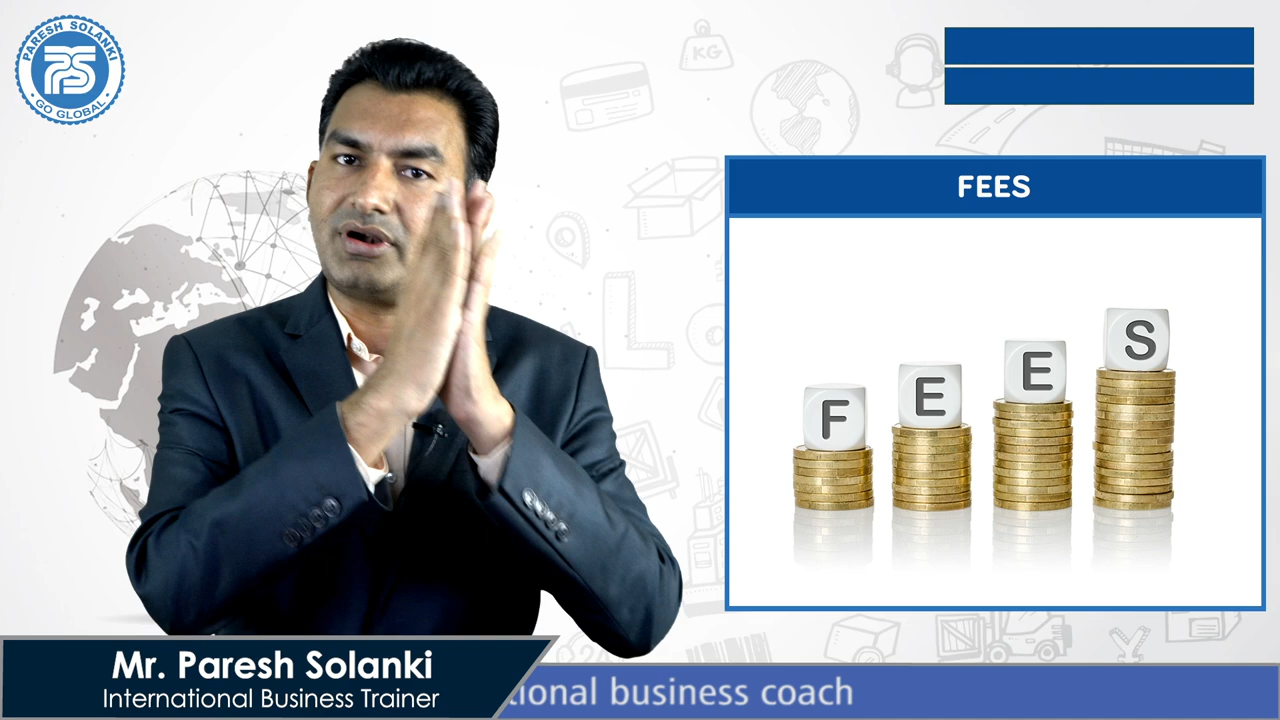 PARESH SOLANKI
PS
GO GLOBAL
KG
FEES
F E E S
Mr. Paresh Solanki
International Business Trainer
tional business coach